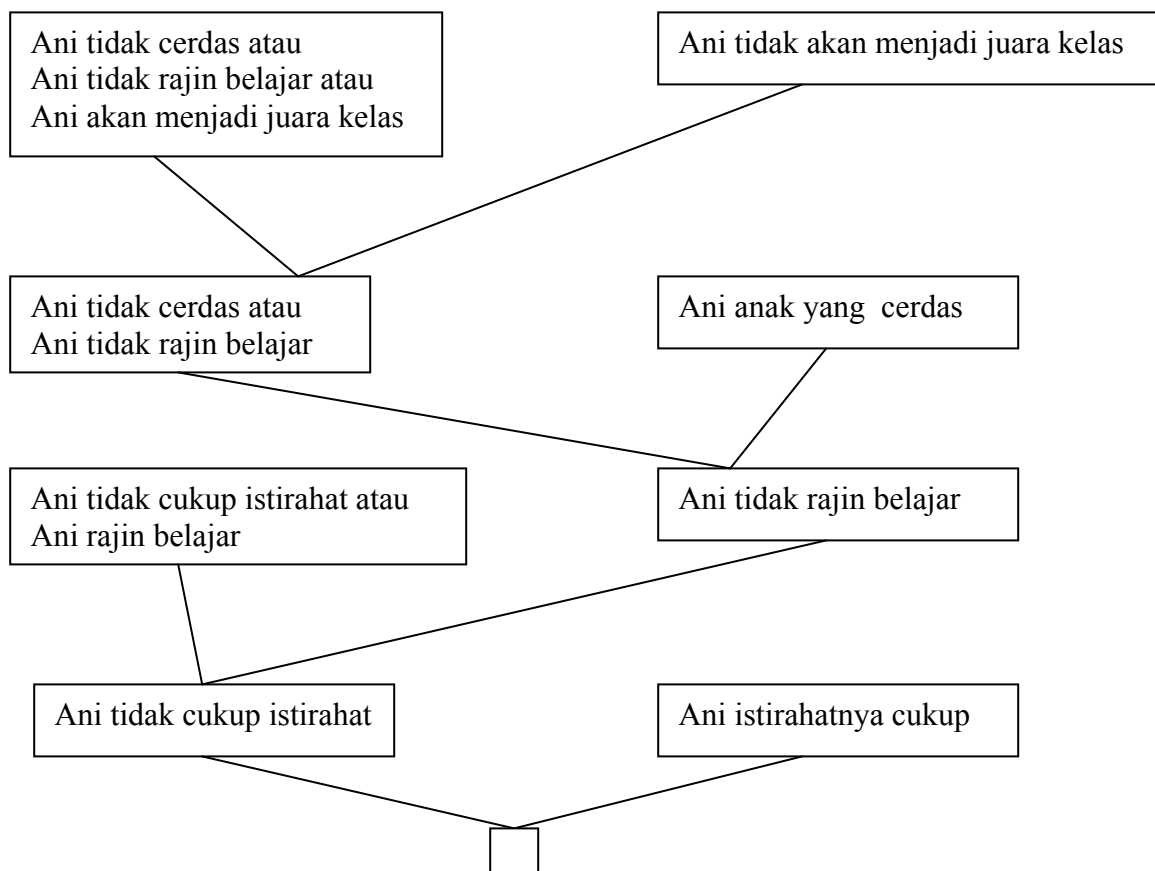 Ani tidak cerdas atau
Ani tidak rajin belajar atau
Ani akan menjadi juara kelas
Ani tidak akan menjadi juara kelas
Ani tidak cerdas atau
Ani tidak rajin belajar
Ani anak yang  cerdas
Ani tidak cukup istirahat atau
Ani rajin belajar
Ani tidak rajin belajar
Ani tidak cukup istirahat
Ani istirahatnya cukup